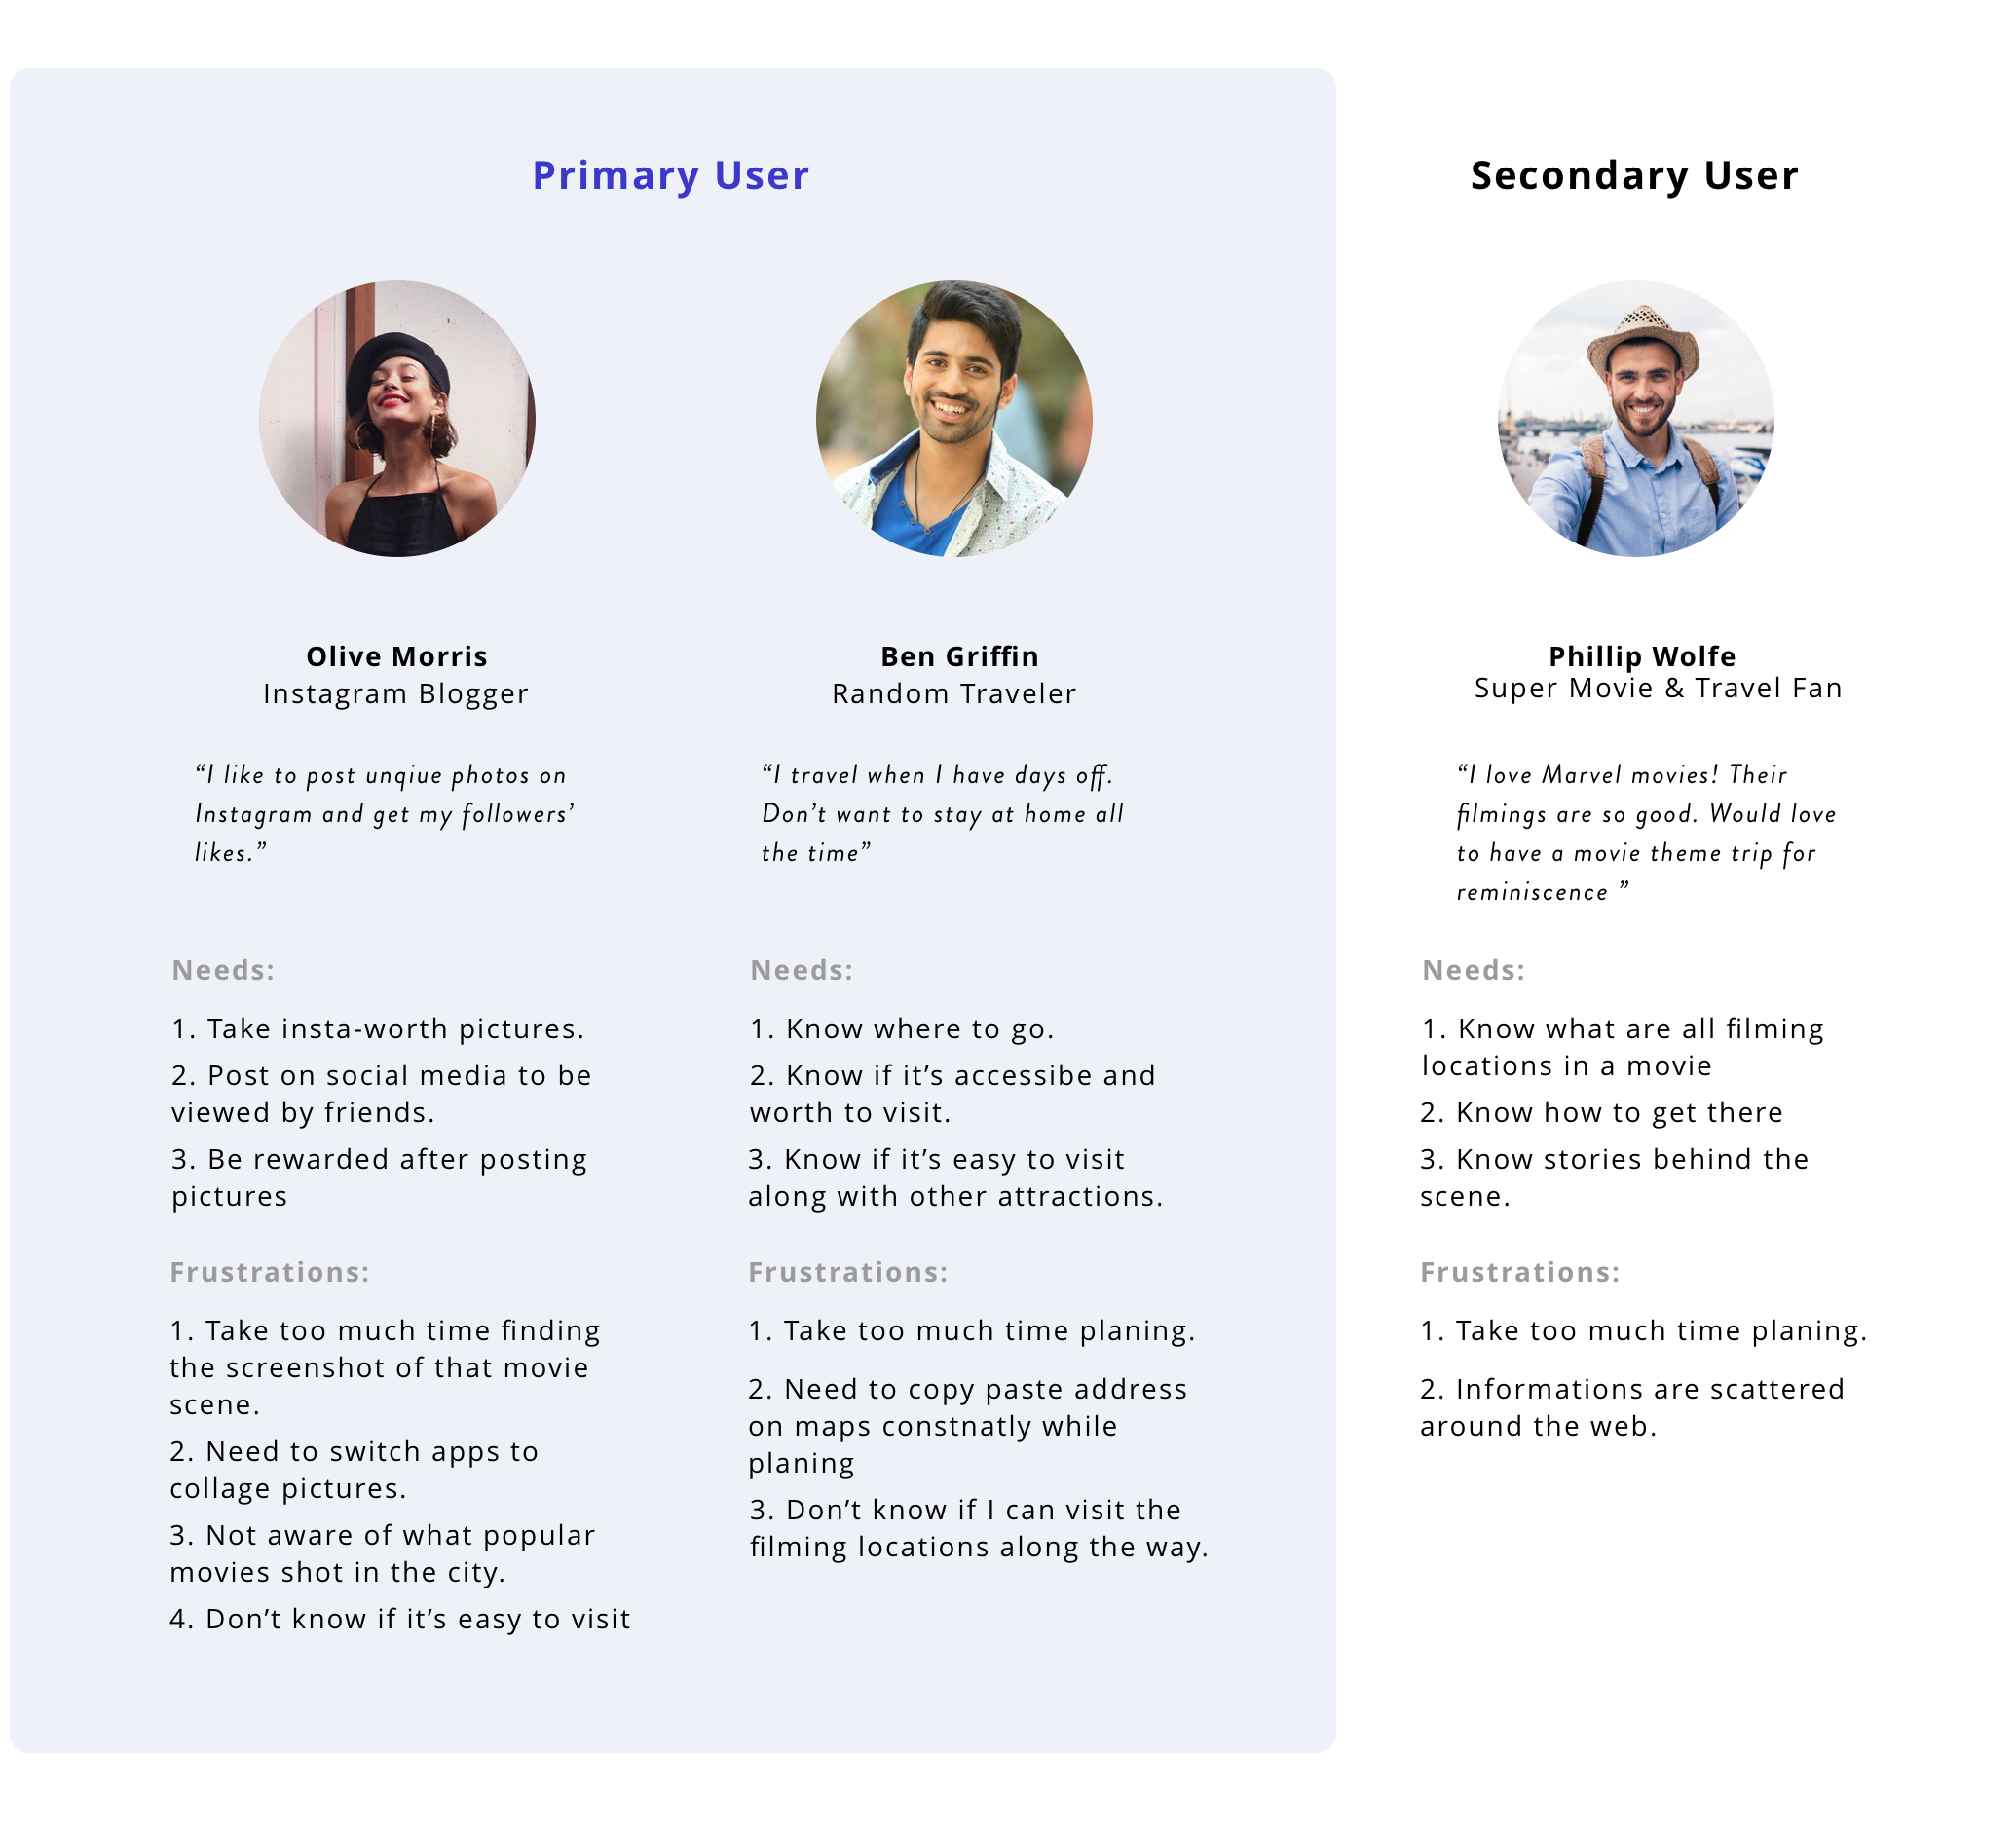 Primary User
Secondary User
Olive Morris
Instagram Blogger
“I like to post unqiue photos on
Instagram and get my followers’
likes.”
Needs:
1. Take insta-worth pictures.
2. Post on social media to be
viewed by friends.
3. Be rewarded after posting
pictures
Frustrations:
1. Take too much time finding
the screenshot of that movie
scene.
2. Need to switch apps to
collage pictures.
3. Not aware of what popular
movies shot in the city.
4. Don’t know if it’s easy to visit
Ben Griffin
Random Traveler
“I travel when I have days off.
Don’t want to stay at home all
the time”
Needs:
1. Know where to go.
2. Know if it’s accessibe and
worth to visit.
3. Know if it’s easy to visit
along with other attractions.
Frustrations:
1. Take too much time planing.
2. Need to copy paste address
on maps constnatly while
planing
3. Don’t know if I can visit the
filming locations along the way.
Phillip Wolfe
Super Movie & Travel Fan
“I love Marvel movies! Their
filmings are so good. Would love
to have a movie theme trip for
reminiscence ”
Needs:
1. Know what are all filming
locations in a movie
2. Know how to get there
3. Know stories behind the
scene.
Frustrations:
1. Take too much time planing.
2. Informations are scattered
around the web.